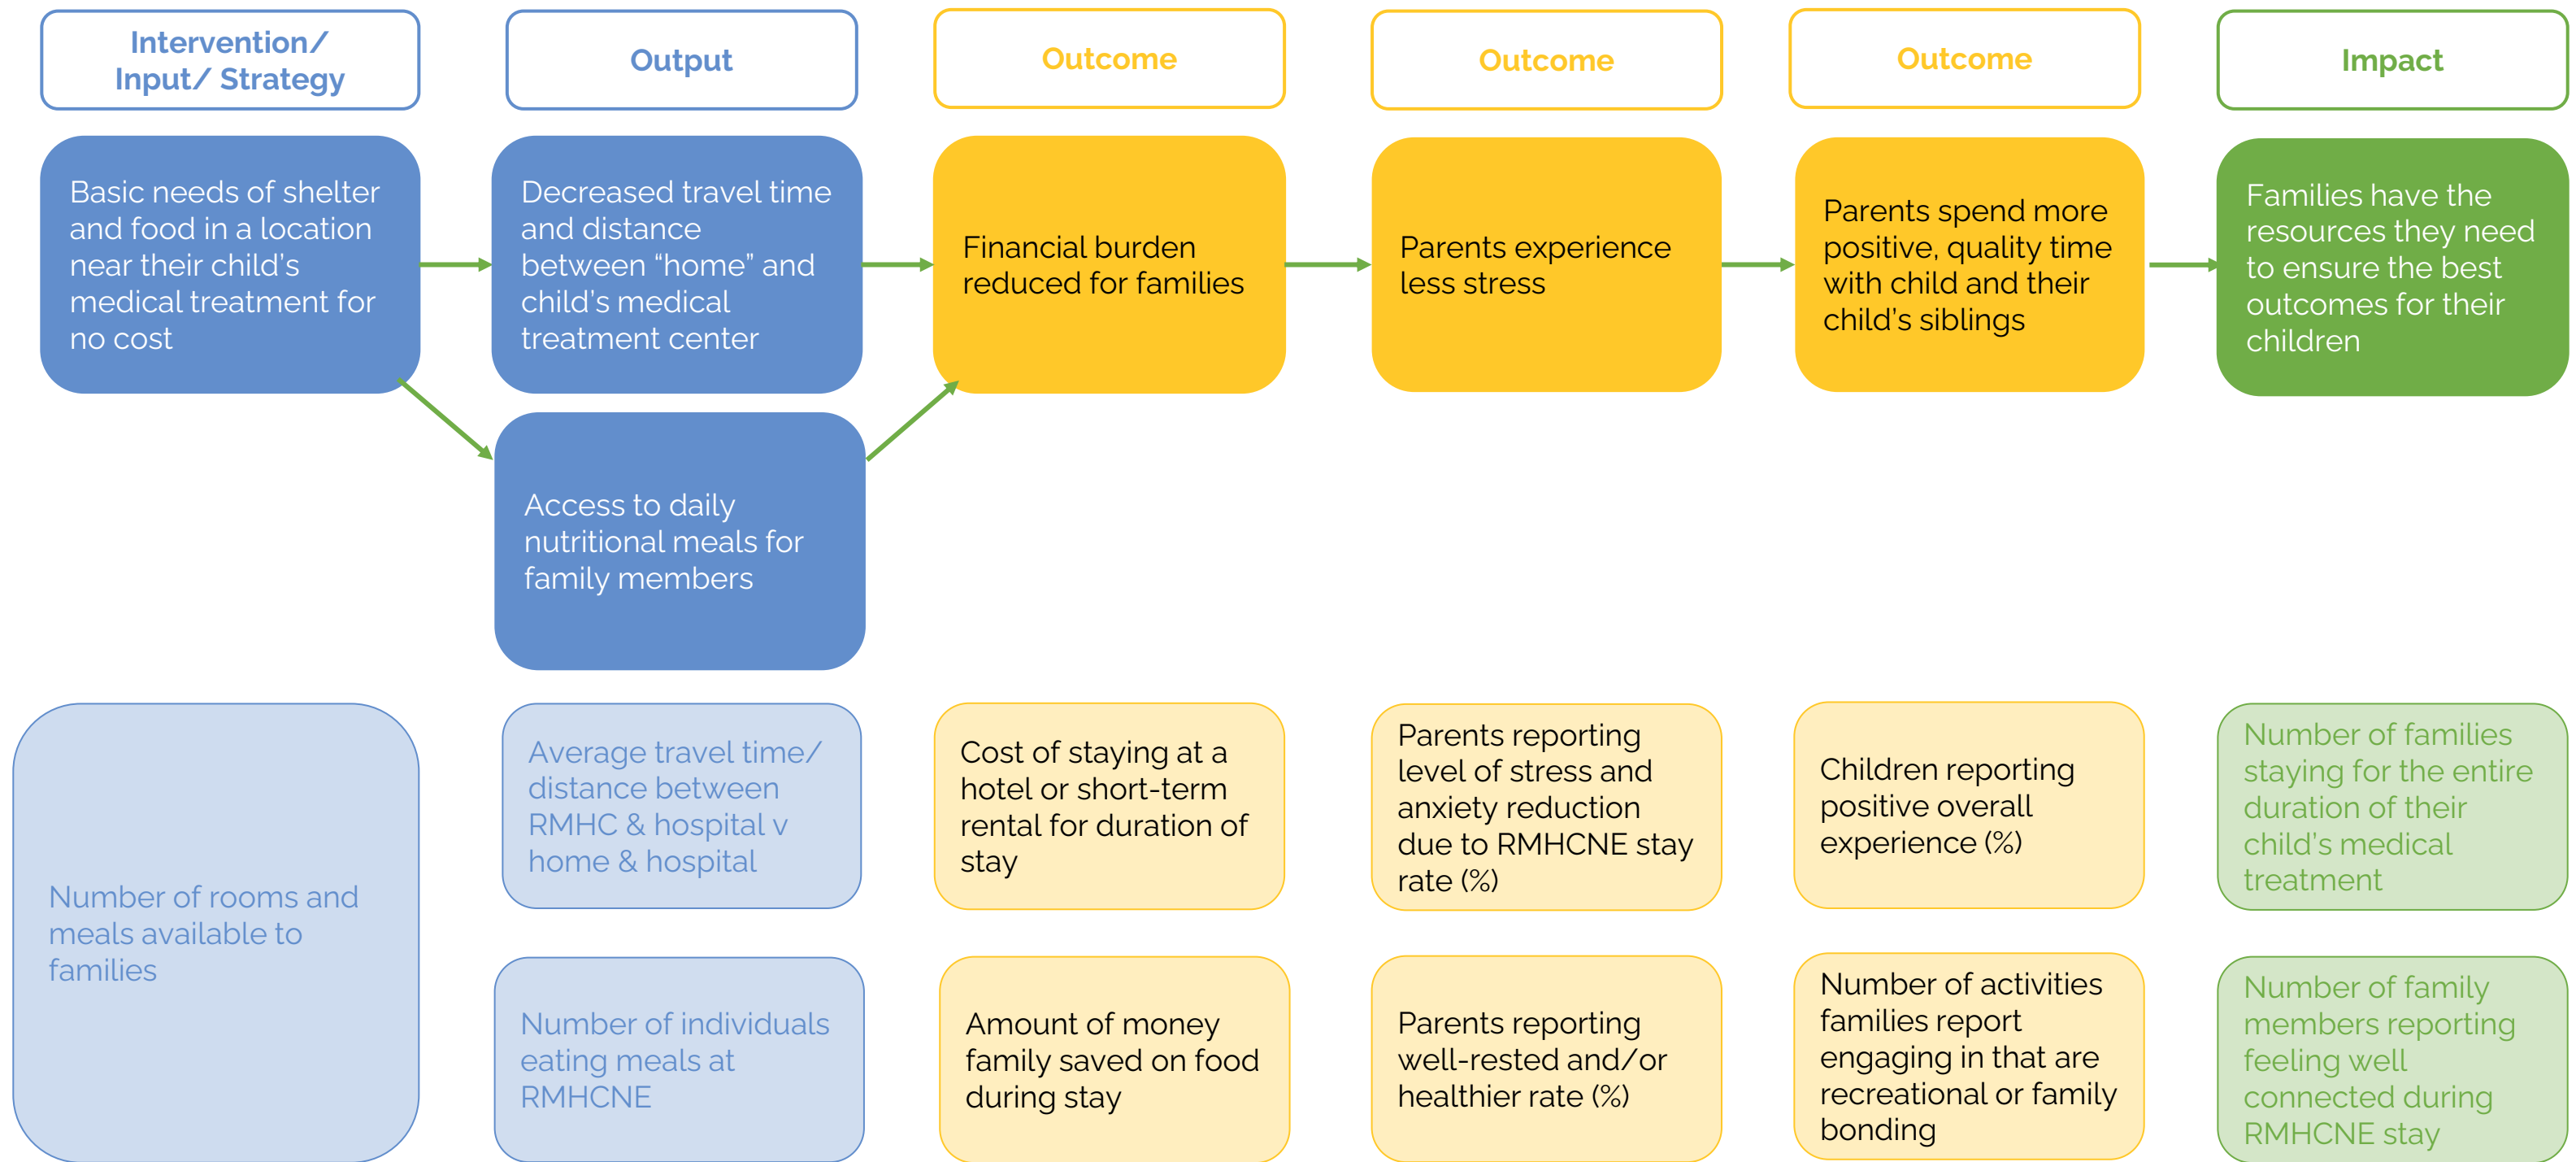 Intervention/
Input/ Strategy
Output
Outcome
Outcome
Outcome
Impact
Basic needs of shelter
and food in a location
near their child's
medical treatment for
no cost
Decreased travel time
and distance
between “home” and
child's medical
treatment center
Financial burden
reduced for families
Parents experience
less stress
Parents spend more
positive, quality time
with child and their
child's siblings
Families have the
resources they need
to ensure the best
outcomes for their
children
Access to daily
nutritional meals for
family members
Number of rooms and
meals available to
families
Average travel time/
distance between
RMHC & hospital v
home & hospital
Cost of staying at a
hotel or short-term
rental for duration of
stay
Parents reporting
level of stress and
anxiety reduction
due to RMHCNE stay
rate (%)
Children reporting
positive overall
experience (%)
Number of families
staying for the entire
duration of their
child's medical
treatment
Number of individuals
eating meals at
RMHCNE
Amount of money
family saved on food
during stay
Parents reporting
well-rested and/or
healthier rate (%)
Number of activities
families report
engaging in that are
recreational or family
bonding
Number of family
members reporting
feeling well
connected during
RMHCNE stay